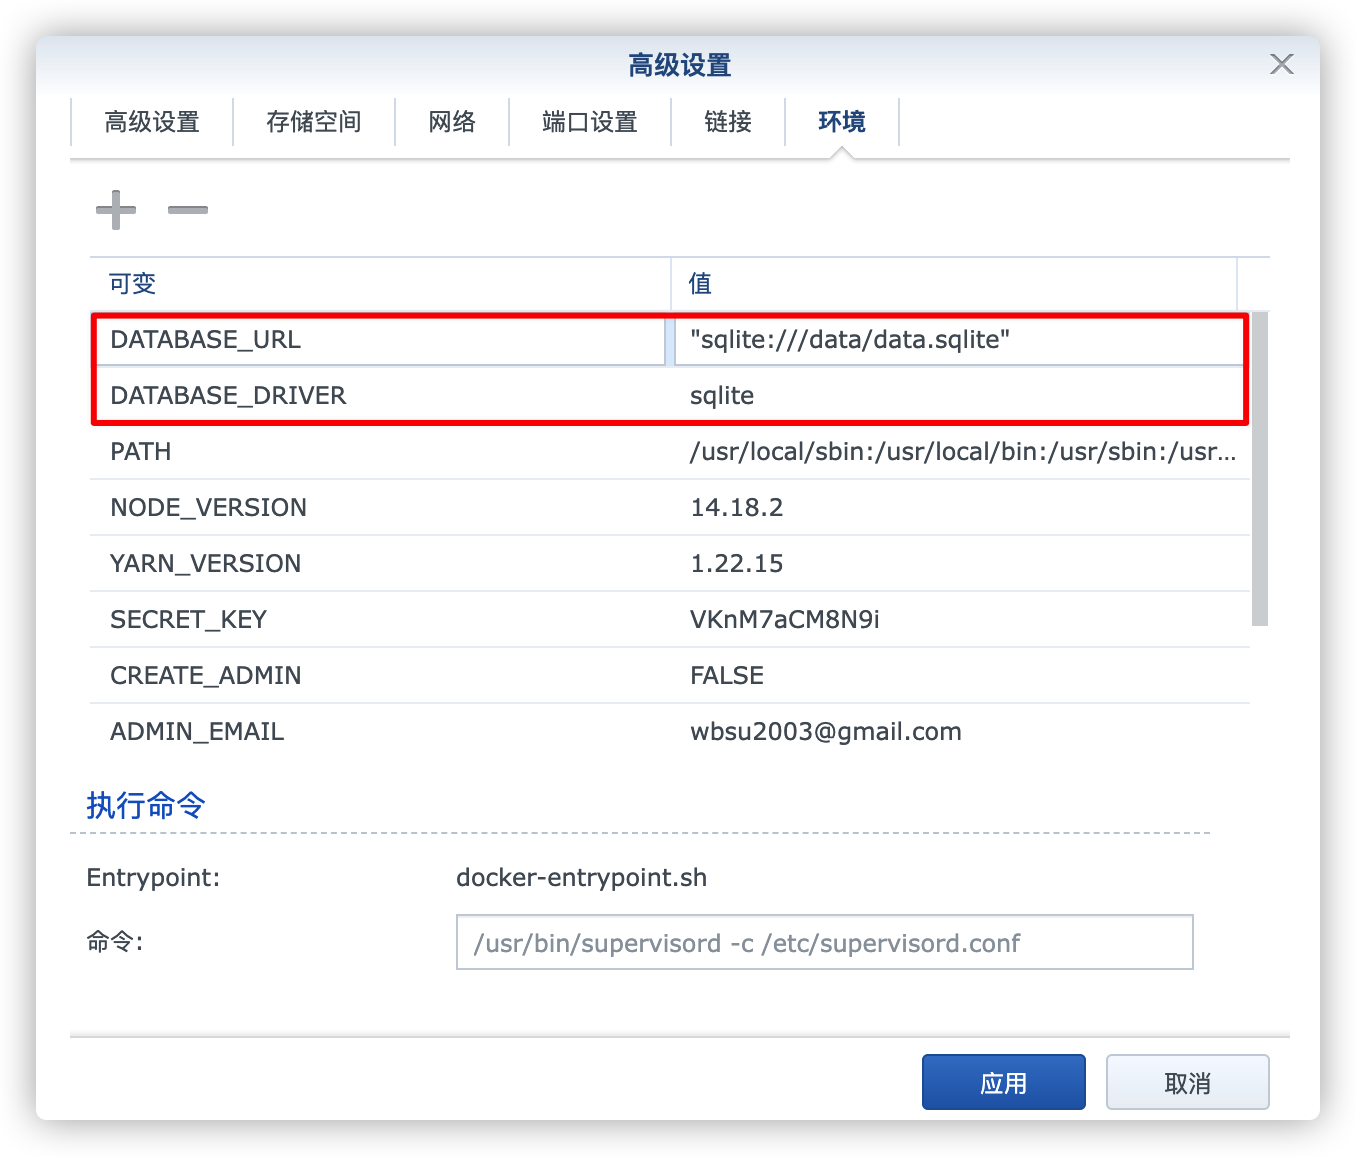 高级设置
高级设置 存储空间 网络 端口设置 链接 环境
可变 值
DATABASE_URL "sqlite:///data/data.sqlite"
DATABASE_DRIVER sqlite
PATH /usr/local/sbin:/usr/local/bin:/usr/sbin:/usr...
NODE_VERSION 14.18.2
YARN_VERSION 1.22.15
SECRET_KEY VKnM7aCM8N9i
CREATE_ADMIN FALSE
ADMIN_EMAIL wbsu2003@gmail.com
执行命令
Entrypoint: docker-entrypoint.sh
命令: /usr/bin/supervisord -c /etc/supervisord.conf
应用 取消